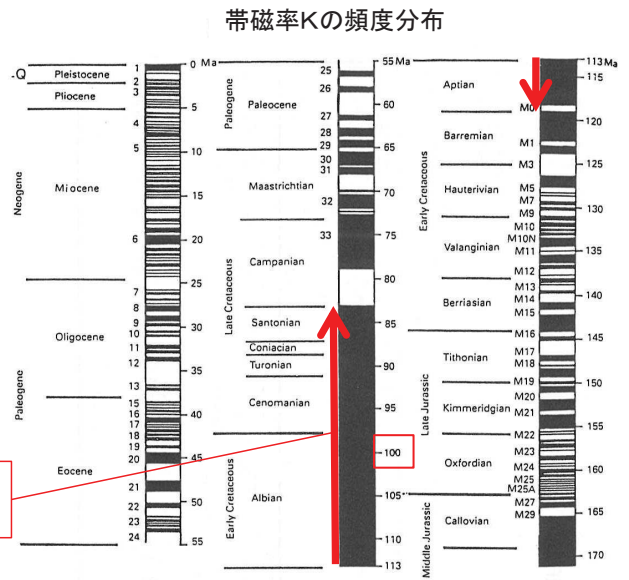 帯磁率Kの頻度分布
0 Ma
5
10
15
20
25
30
35
40
45
50
55
-Q
Pleistocene
Pliocene
Miocene
Oligocene
Eocene
Neogene
Paleogene
1
2
3
4
5
6
7
8
9
10
11
12
13
15
16
17
18
19
20
21
22
23
24
55 Ma
60
65
70
75
80
85
90
95
100
105
110
113
Paleocene
Maastrichtian
Campanian
Santonian
Coniacian
Turonian
Cenomanian
Albian
Paleogene
Late Cretaceous
Early Cretaceous
25
26
27
28
29
30
31
32
33
113 Ma
115
120
125
130
135
140
145
150
155
160
165
170
Aptian
Barremian
Hauterivian
Valanginian
Berriasian
Tithonian
Kimmeridgian
Oxfordian
Callovian
Early Cretaceous
Late Jurassic
Middle Jurassic
M0
M1
M3
M5
M7
M9
M10
M10N
M11
M12
M13
M14
M15
M16
M17
M18
M19
M20
M21
M22
M23
M24
M25
M25A
M27
M29